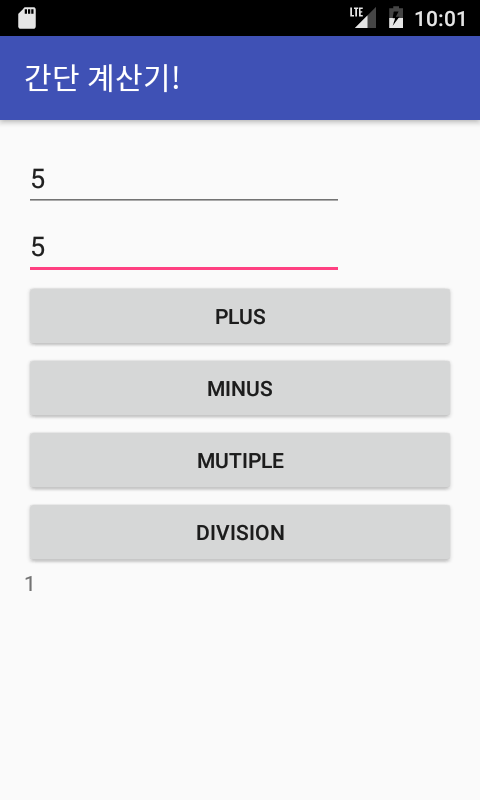 LTE 10:01
간단 계산기!
5
5
PLUS
MINUS
MUTIPLE
DIVISION
1